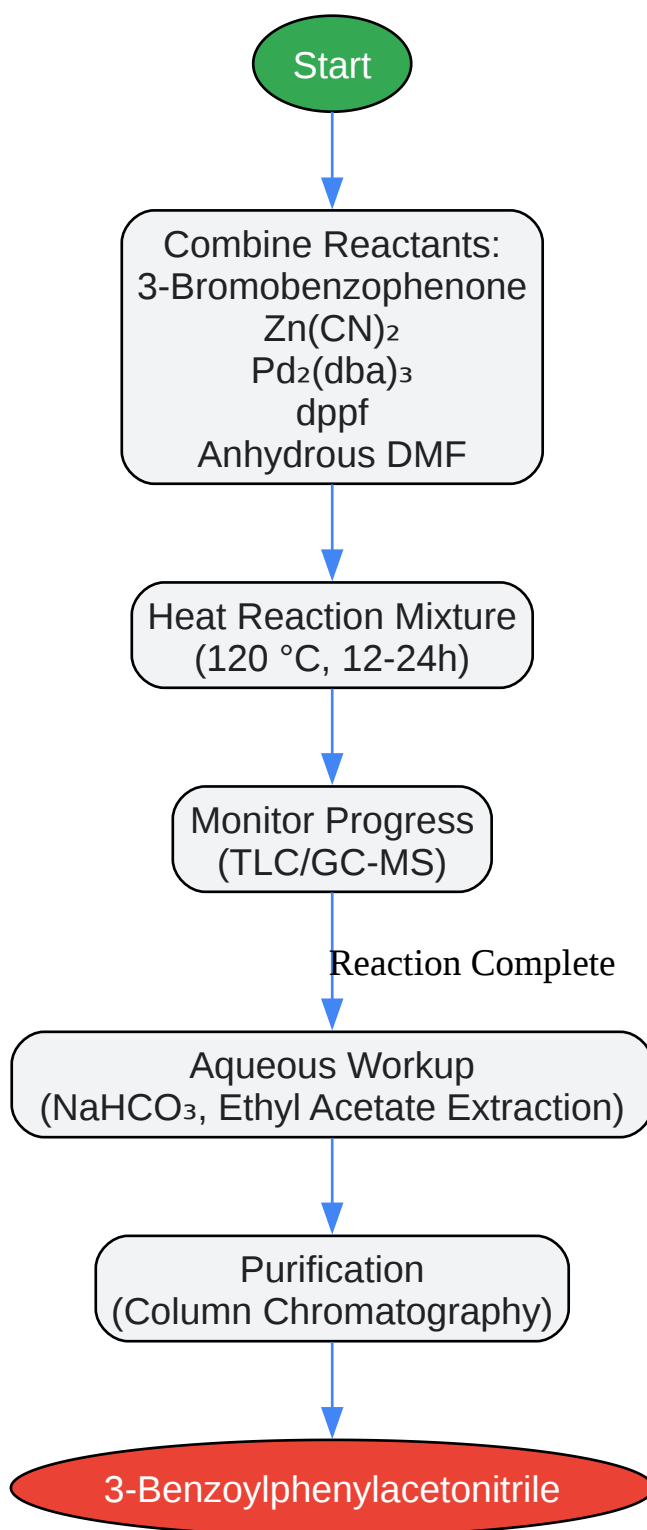 Start
Combine Reactants:
3-Bromobenzophenone
Zn(CN)₂
Pd₂(dba)₃
dppf
Anhydrous DMF
Heat Reaction Mixture
(120 °C, 12-24h)
Monitor Progress
(TLC/GC-MS)
Reaction Complete
Aqueous Workup
(NaHCO₃, Ethyl Acetate Extraction)
Purification
(Column Chromatography)
3-Benzoylphenylacetonitrile